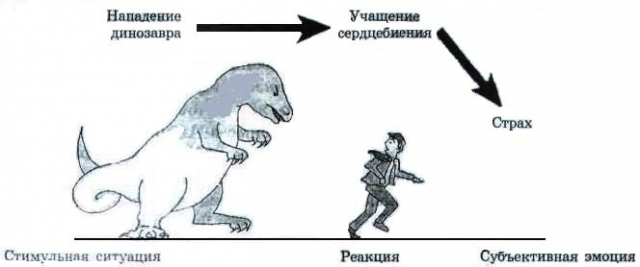 Нападение
динозавра
Учащение
сердцебиения
Страх
Стимульная ситуация
Реакция
Субъективная эмоция